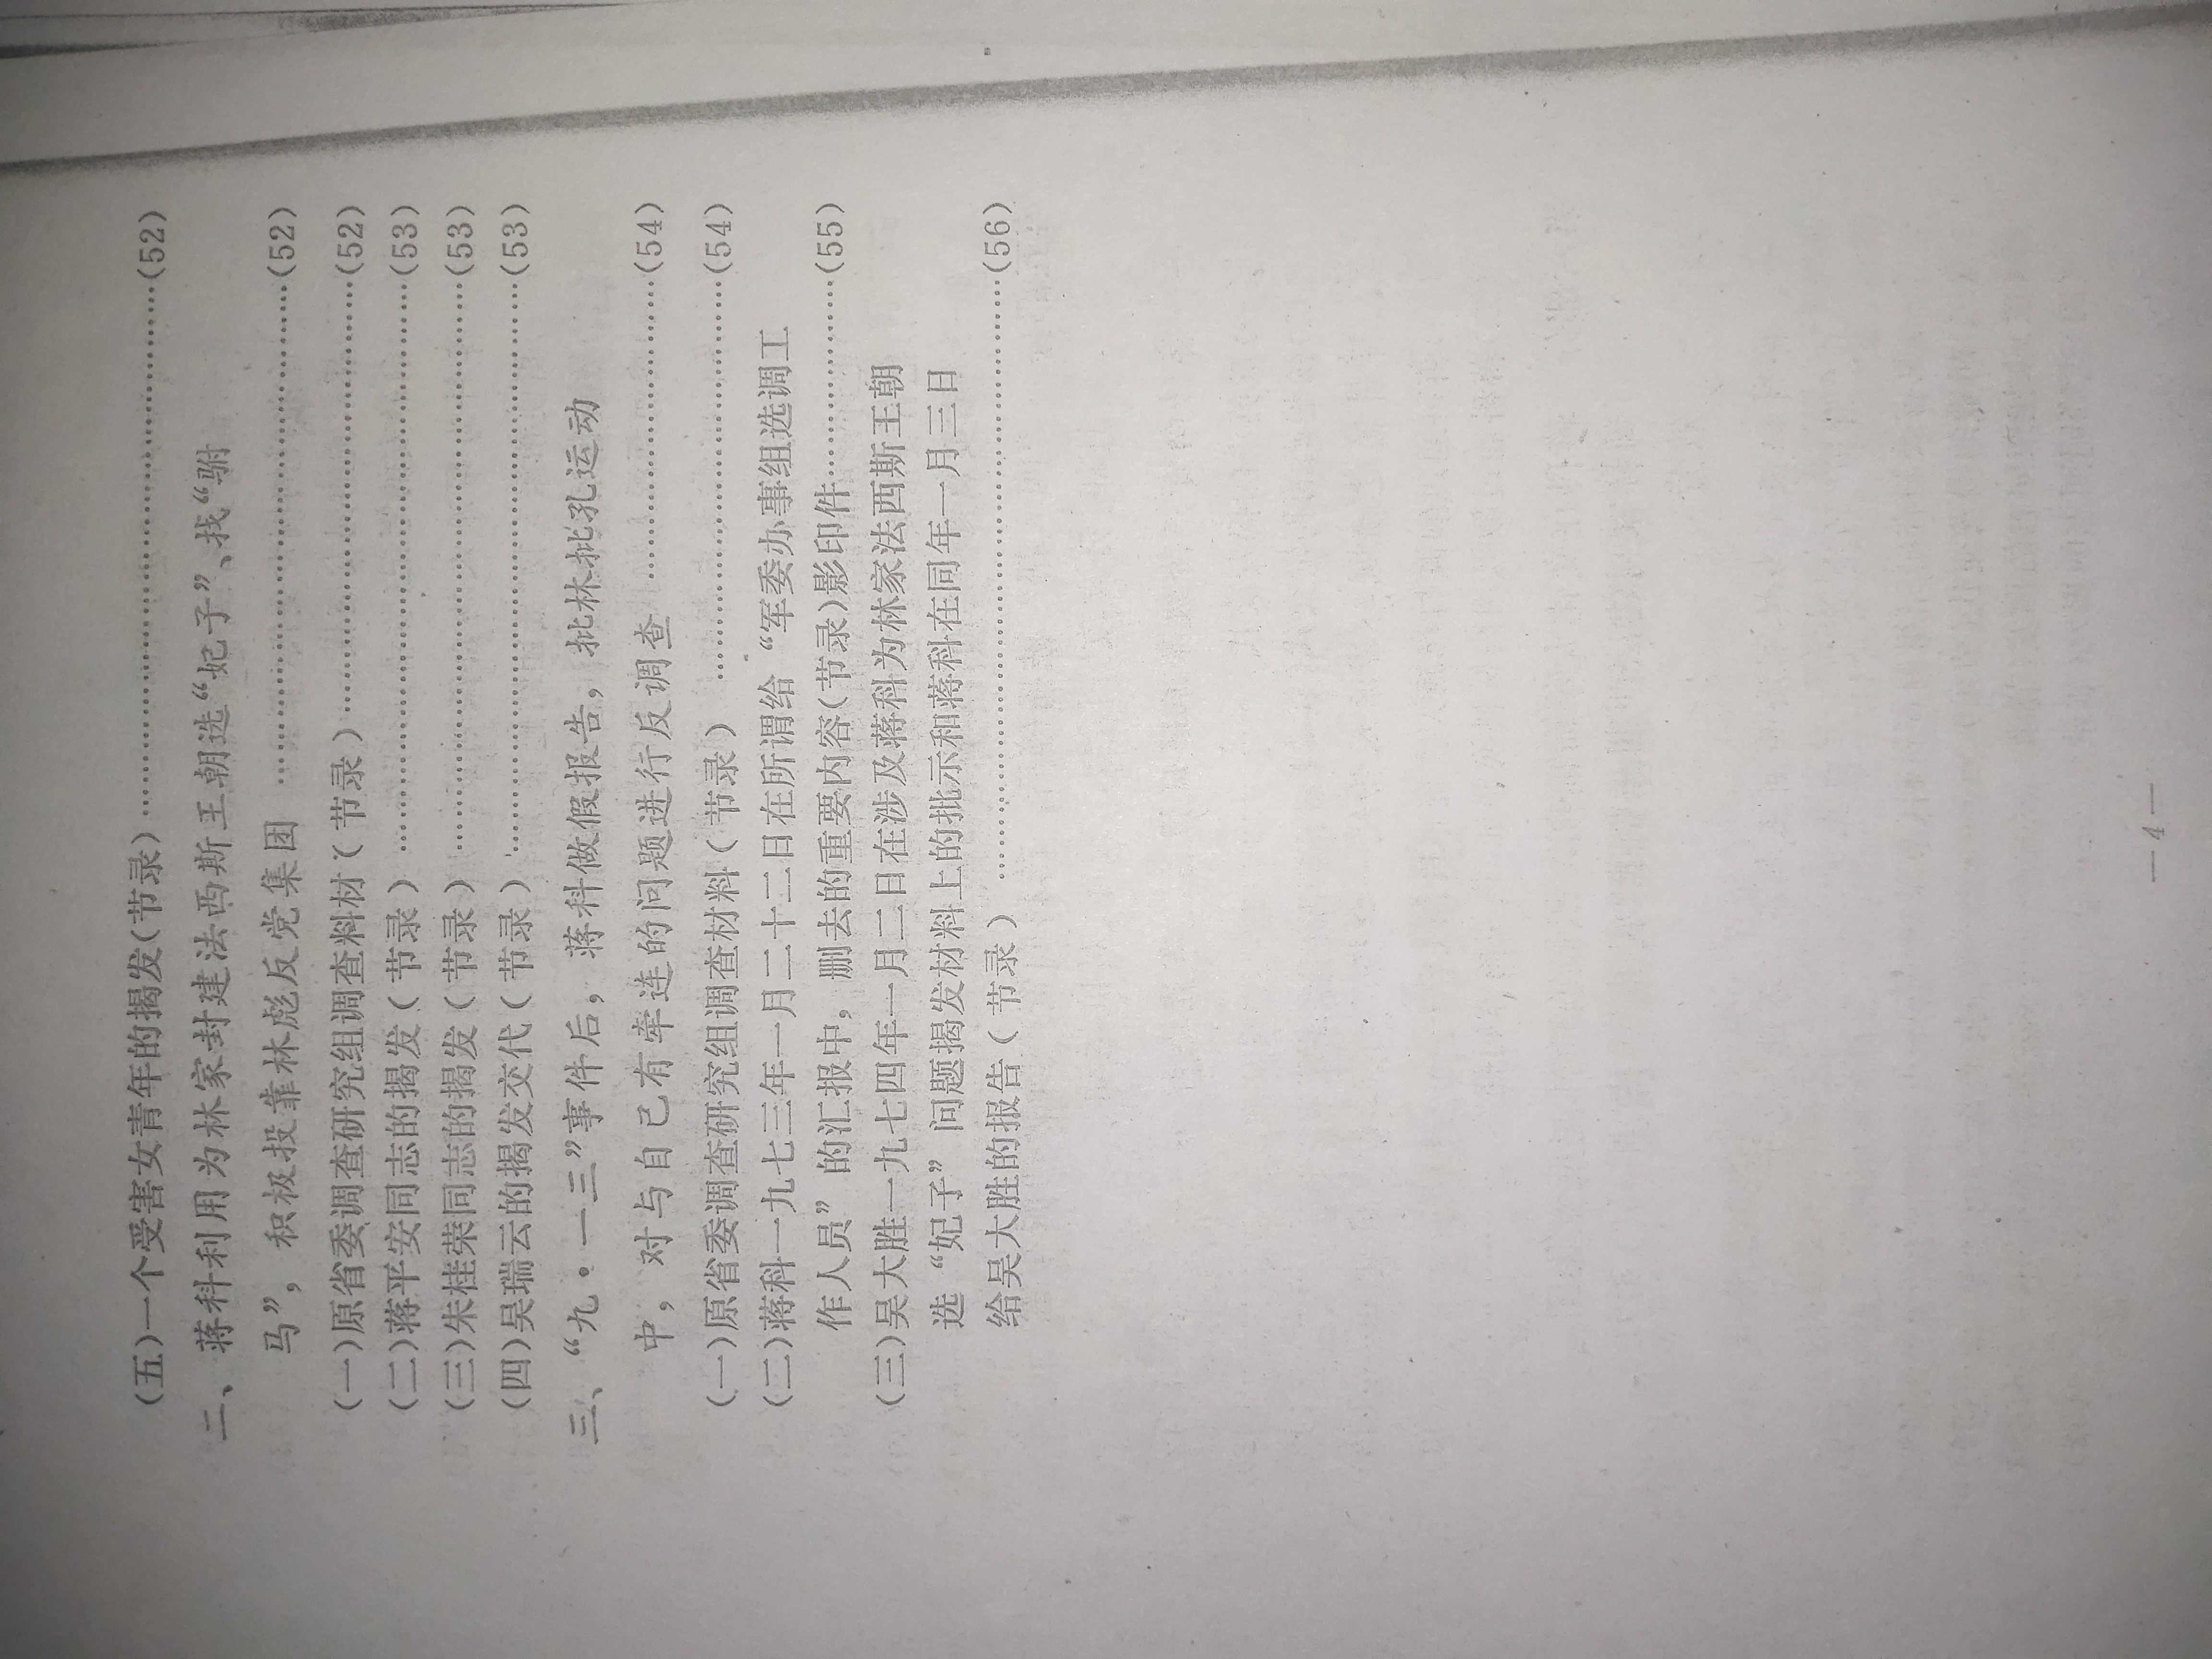 (五)一个受害女青年的揭发(节录)……………………………………(52)
二、蒋科利用为林家封建法西斯王朝选“妃子”、找“驸
马”，积极投靠林彪反党集团 ……………………………………(52)
(一)原省委调查研究组调查料材(节录)………………………………(52)
(二)蒋平安同志的揭发(节录) …………………………………………(53)
(三)朱桂荣同志的揭发(节录) …………………………………………(53)
(四)吴瑞云的揭发交代(节录) …………………………………………(53)
三、“九·一三”事件后，蒋科做假报告，批林批孔运动
中，对与自己有牵连的问题进行反调查 ……………………(54)
(一)原省委调查研究组调查材料(节录) ……………………………(54)
(二)蒋科一九七三年一月二十二日在所谓给“军委办事组选调工
作人员”的汇报中，删去的重要内容(节录)影印件………………(55)
(三)吴大胜一九七四年一月二日在涉及蒋科为林家法西斯王朝
选“妃子”问题揭发材料上的批示和蒋科在同年一月三日
给吴大胜的报告(节录) ……………………………………………(56)
—4—